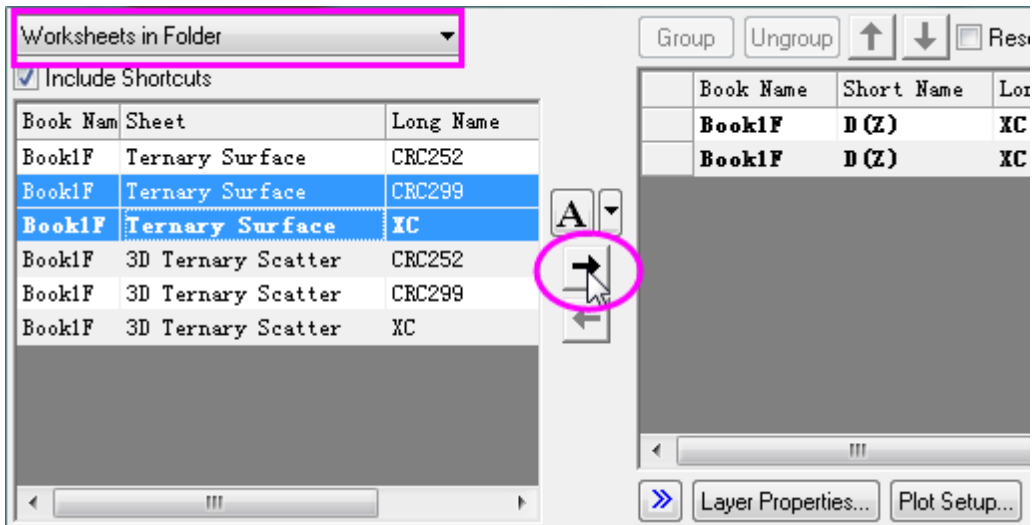 Worksheets in Folder
Include Shortcuts
Book Nam Sheet Long Name
Book1F Ternary Surface CRC252
Book1F Ternary Surface CRC299
Book1F Ternary Surface XC
Book1F 3D Ternary Scatter CRC252
Book1F 3D Ternary Scatter CRC299
Book1F 3D Ternary Scatter XC
A
Group Ungroup Rese
Book Name Short Name Lon
Book1F D(Z) XC
Book1F D(Z) XC
Layer Properties... Plot Setup...